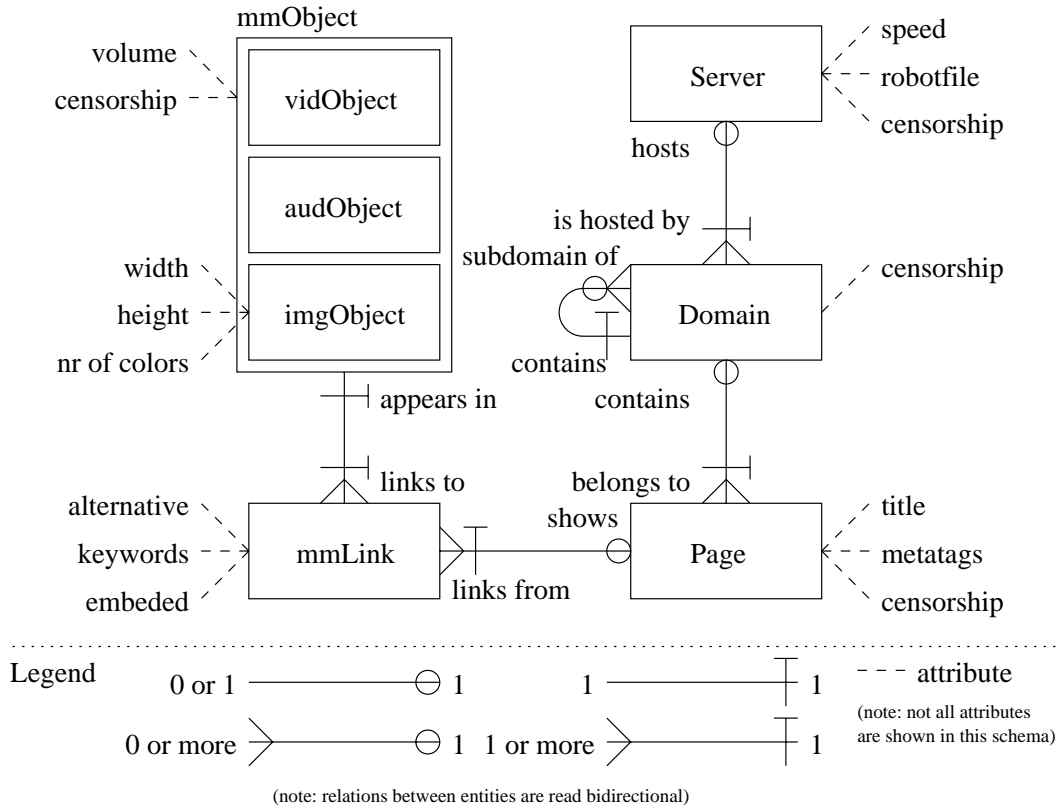 mmObject
volume
censorship
vidObject
audObject
width
height
nr of colors
imgObject
appears in
links to
alternative
keywords
embeded
mmLink
links from
shows
Server
speed
robotfile
censorship
hosts
is hosted by
subdomain of
Domain
censorship
contains
contains
belongs to
Page
title
metatags
censorship
Legend
0 or 1 1
1 1
attribute
0 or more 1
1 or more 1
(note: not all attributes
are shown in this schema)
(note: relations between entities are read bidirectional)